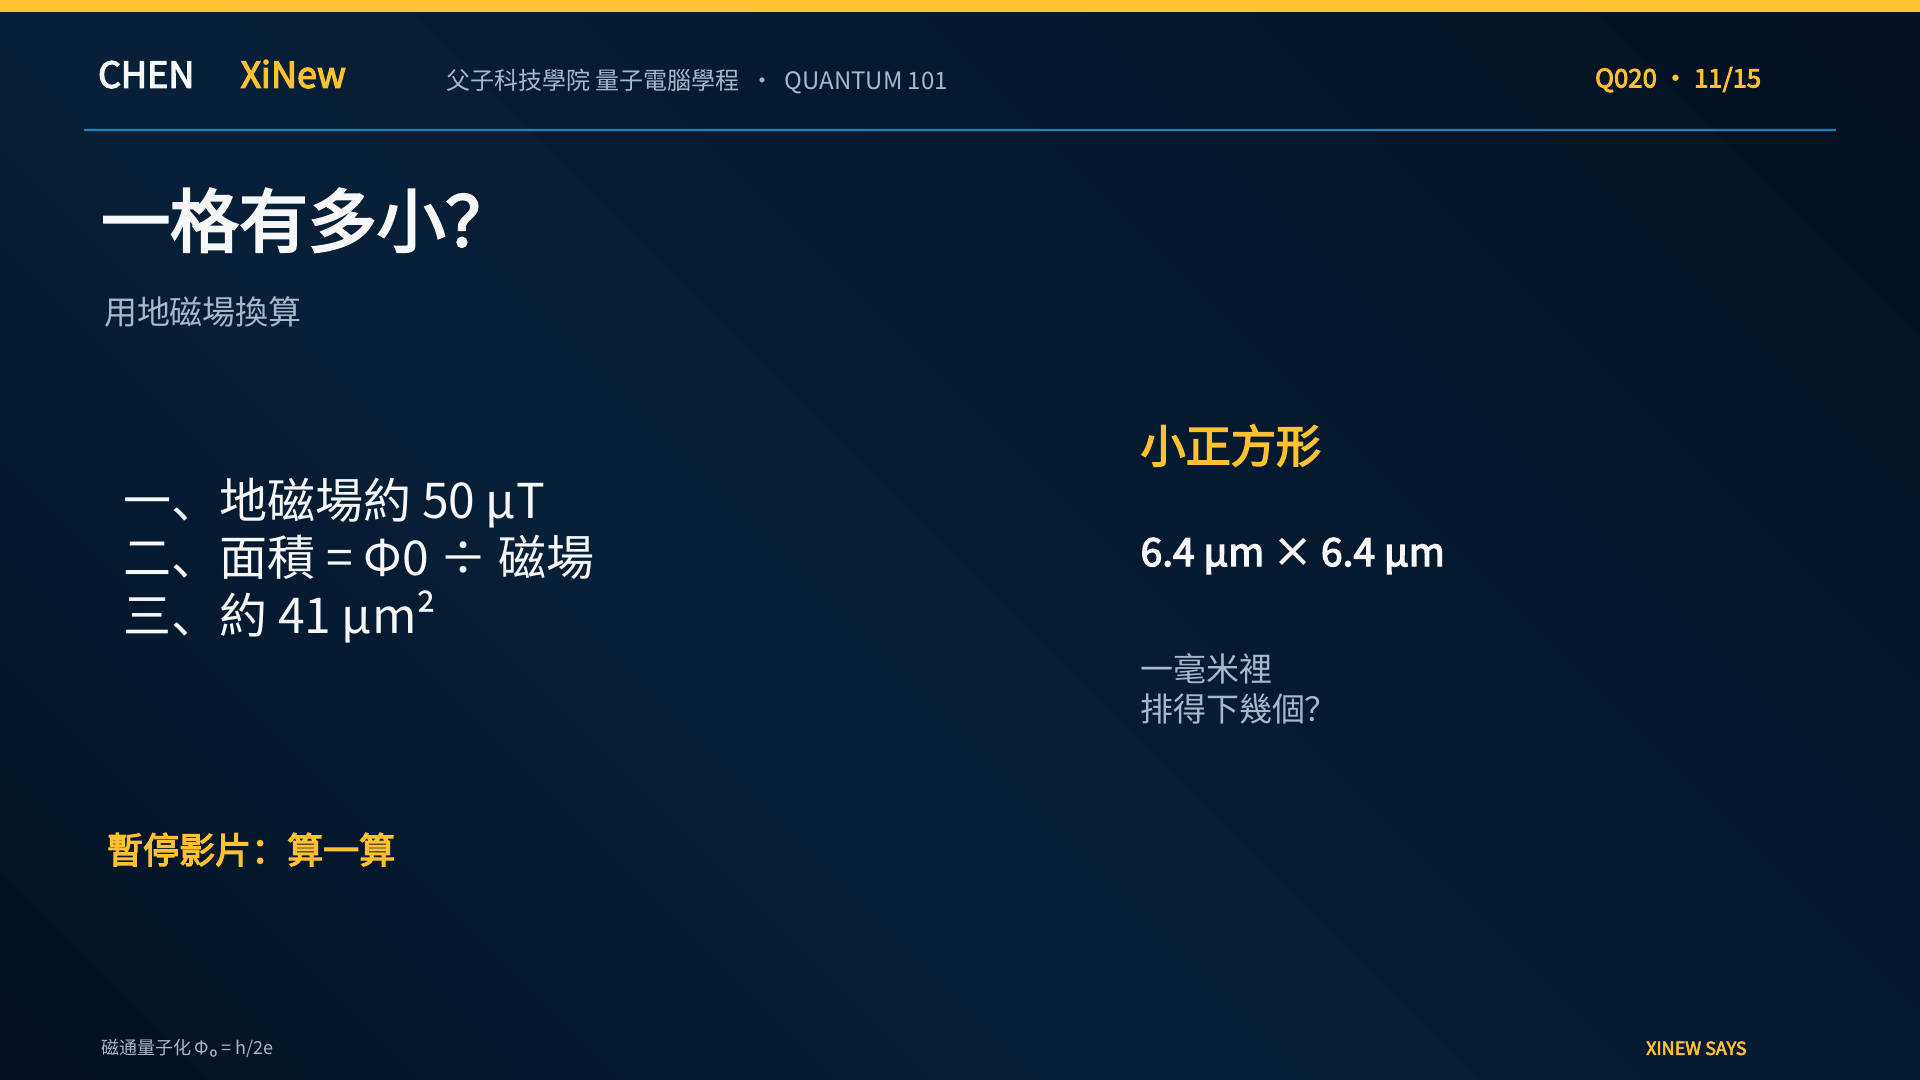 CHEN XiNew 父子科技學院 量子電腦學程 · QUANTUM 101 Q020 · 11/15
一格有多小?
用地磁場換算
一、地磁場約 50 μT
二、面積 = Φ0 ÷ 磁場
三、約 41 μm²
小正方形
6.4 μm × 6.4 μm
一毫米裡
排得下幾個?
暫停影片：算一算
磁通量子化 Φ₀ = h/2e
XINEW SAYS